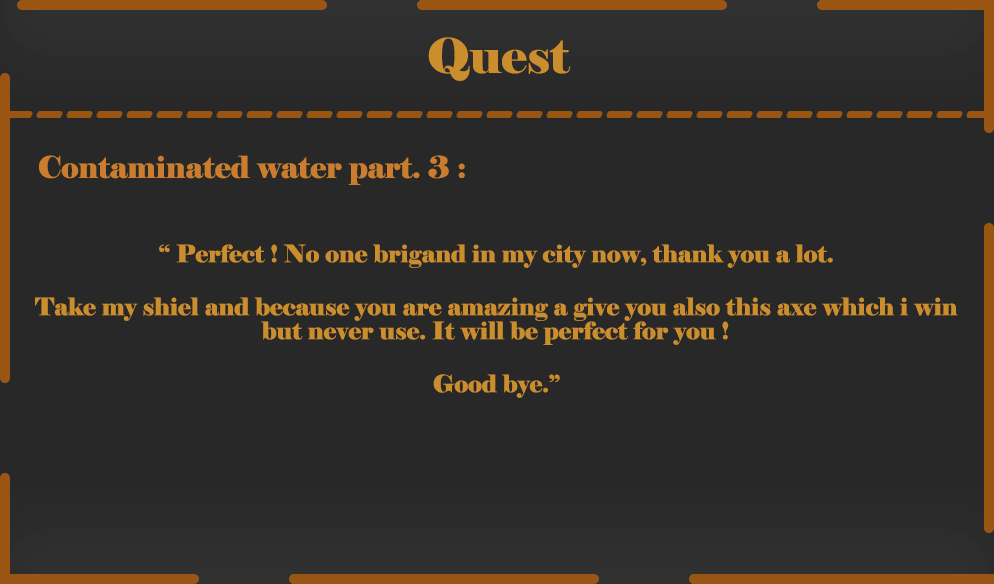 Quest
Contaminated water part. 3 :
“ Perfect ! No one brigand in my city now, thank you a lot.
Take my shiel and because you are amazing a give you also this axe which i win
but never use. It will be perfect for you !
Good bye.”